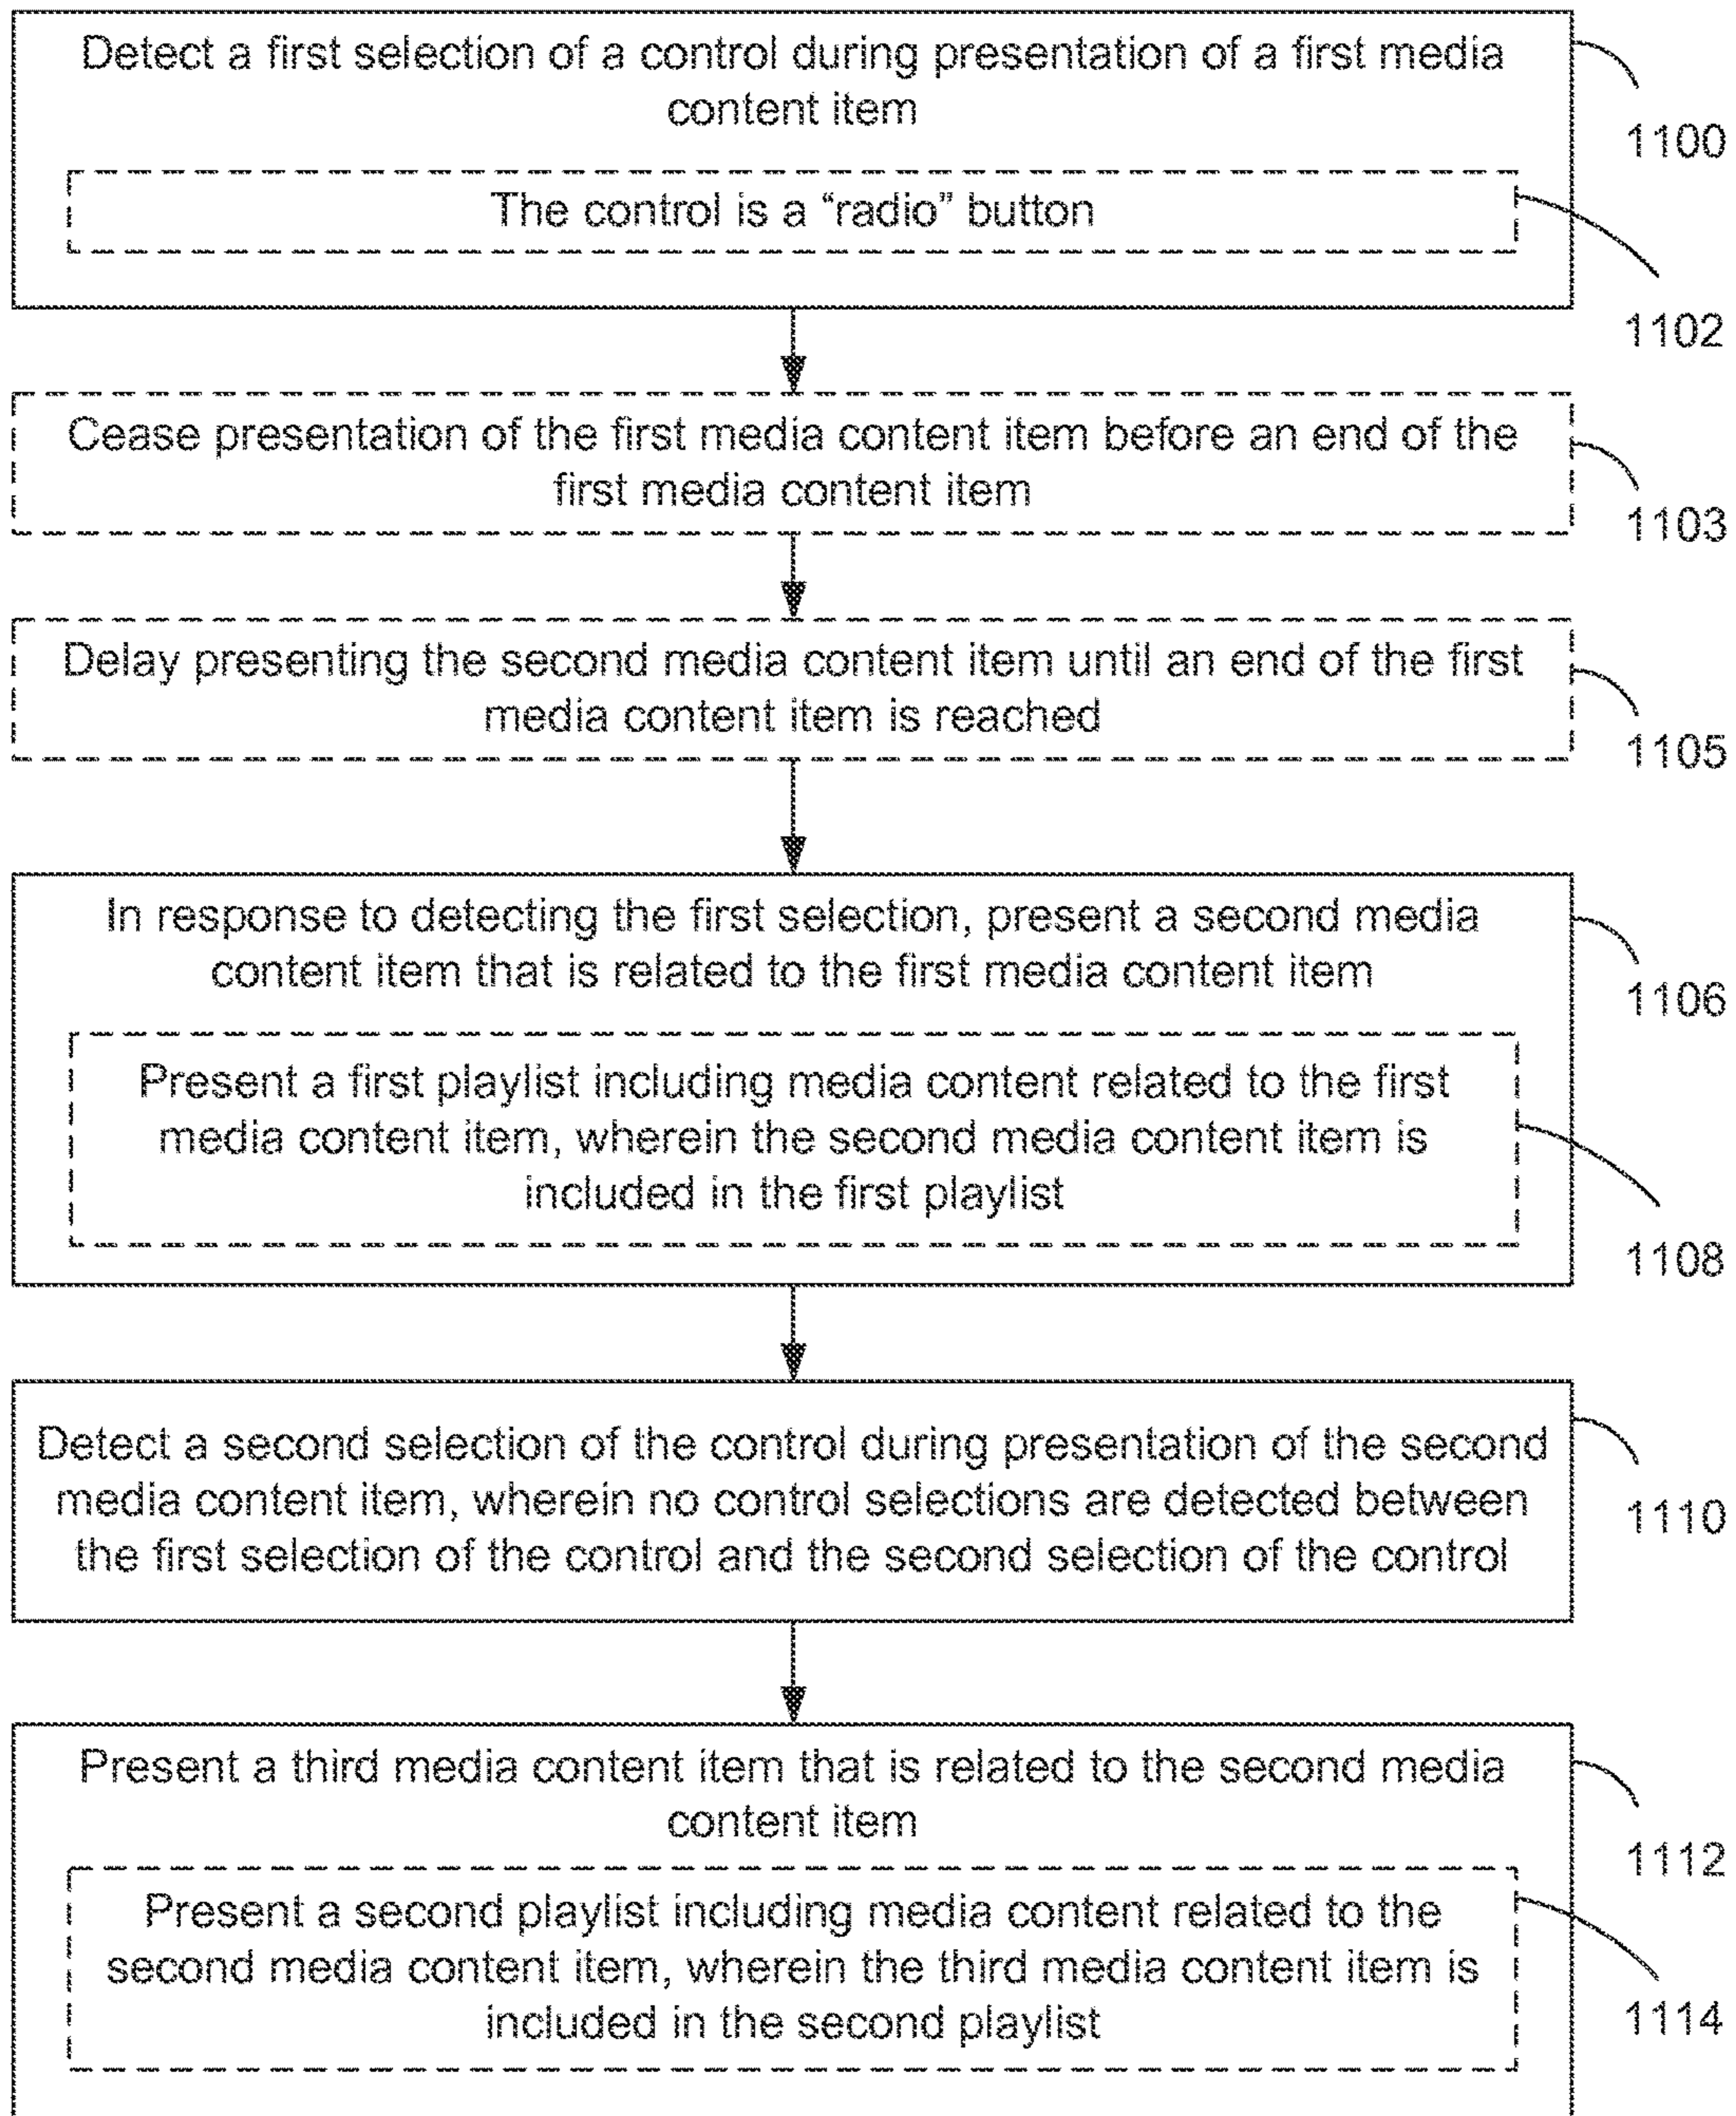 Detect a first selection of a control during presentation of a first media
content item
1100
The control is a “radio” button
1102
Cease presentation of the first media content item before an end of the
first media content item
1103
Delay presenting the second media content item until an end of the first
media content item is reached
1105
In response to detecting the first selection, present a second media
content item that is related to the first media content item
1106
Present a first playlist including media content related to the first
media content item, wherein the second media content item is
included in the first playlist
1108
Detect a second selection of the control during presentation of the second
media content item, wherein no control selections are detected between
the first selection of the control and the second selection of the control
1110
Present a third media content item that is related to the second media
content item
1112
Present a second playlist including media content related to the
second media content item, wherein the third media content item is
included in the second playlist
1114